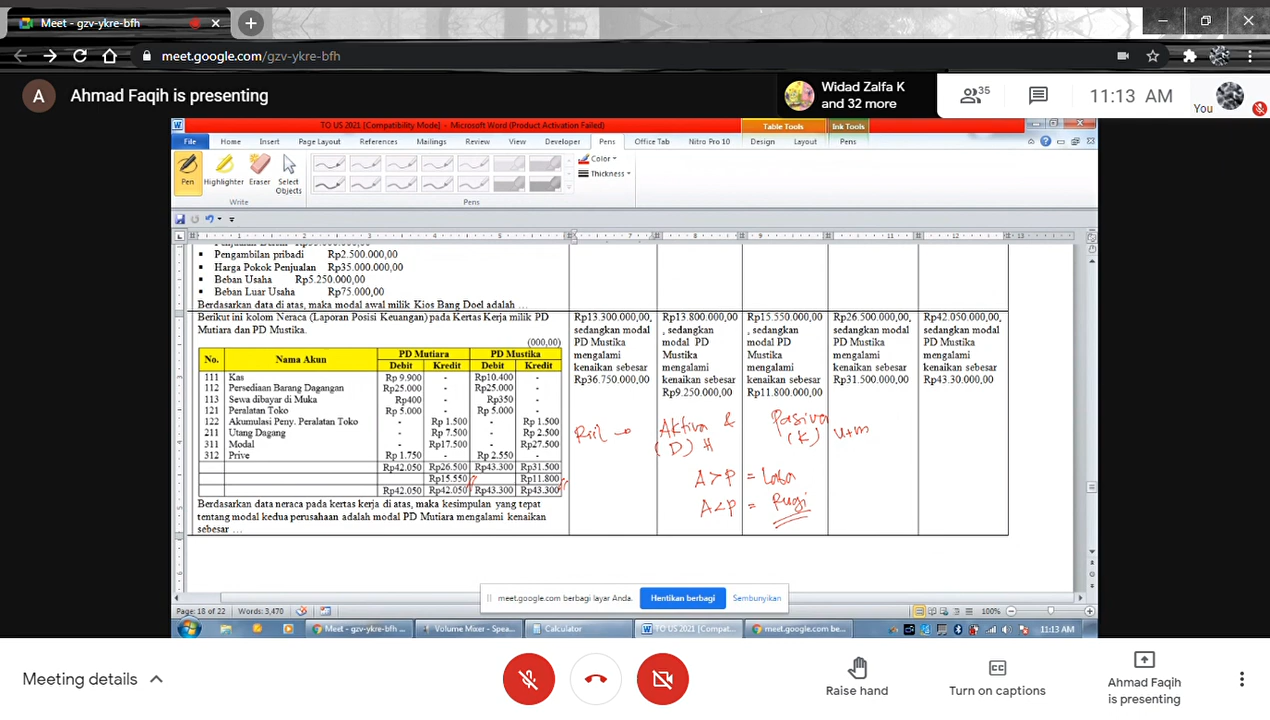 Meet - gzv-ykre-bfh
meet.google.com/gzv-ykre-bfh
A
Ahmad Faqih is presenting
Widad Zalfa K
and 32 more
35
11:13 AM
You
TO US 2021 [Compatibility Mode] - Microsoft Word (Product Activation Failed)
Table Tools
Ink Tools
File Home Insert Page Layout References Mailings Review View Developer Pens Office Tab Nitro Pro 10 Design Layout Pens
Pen Highlighter Eraser Select Objects
Color
Thickness
Write
Pens
Pengambilan pribadi Rp2.500.000,00
Harga Pokok Penjualan Rp35.000.000,00
Beban Usaha Rp5.250.000,00
Beban Luar Usaha Rp75.000,00
Berdasarkan data di atas, maka modal awal milik Kios Bang Doel adalah …
Berikut ini kolom Neraca (Laporan Posisi Keuangan) pada Kertas Kerja milik PD
Mutiara dan PD Mustika.
(000,00)
No. Nama Akun PD Mutiara PD Mustika
Debit Kredit Debit Kredit
111 Kas Rp 9.900 - Rp10.400 -
112 Persediaan Barang Dagangan Rp25.000 - Rp25.000 -
113 Sewa dibayar di Muka Rp400 - Rp350 -
121 Peralatan Toko Rp 5.000 - Rp 5.000 -
122 Akumulasi Peny. Peralatan Toko - Rp 1.500 - Rp 1.500
211 Utang Dagang - Rp 7.500 - Rp 2.500
311 Modal - Rp17.500 - Rp27.500
312 Prive Rp 1.750 - Rp 2.550 -
Rp42.050 Rp26.500 Rp43.300 Rp31.500
Rp15.550 Rp11.800
Rp42.050 Rp42.050 Rp43.300 Rp43.300
Berdasarkan data neraca pada kertas kerja di atas, maka kesimpulan yang tepat
tentang modal kedua perusahaan adalah modal PD Mutiara mengalami kenaikan
sebesar …
Rp13.300.000,00,
sedangkan modal
PD Mustika
mengalami
kenaikan sebesar
Rp36.750.000,00
Rp13.800.000,00
, sedangkan
modal PD
Mustika
mengalami
kenaikan sebesar
Rp9.250.000,00
Rp15.550.000,00
, sedangkan
modal PD
Mustika
mengalami
kenaikan sebesar
Rp11.800.000,00
Rp26.500.000,00,
sedangkan modal
PD Mustika
mengalami
kenaikan sebesar
Rp31.500.000,00
Rp42.050.000,00,
sedangkan modal
PD Mustika
mengalami
kenaikan sebesar
Rp43.30.000,00
Riil → Aktiva & Pasiva
(D) H (K) U+M
A>P = Laba
A<P = Rugi
meet.google.com berbagi layar Anda.
Hentikan berbagi
Sembunyikan
Page: 18 of 22 Words: 3,470
100%
Meet - gzv-ykre-bfh ...
Volume Mixer - Spea...
Calculator
TO US 2021 [Compat...
meet.google.com be...
11:13 AM
Meeting details
Raise hand
Turn on captions
Ahmad Faqih
is presenting